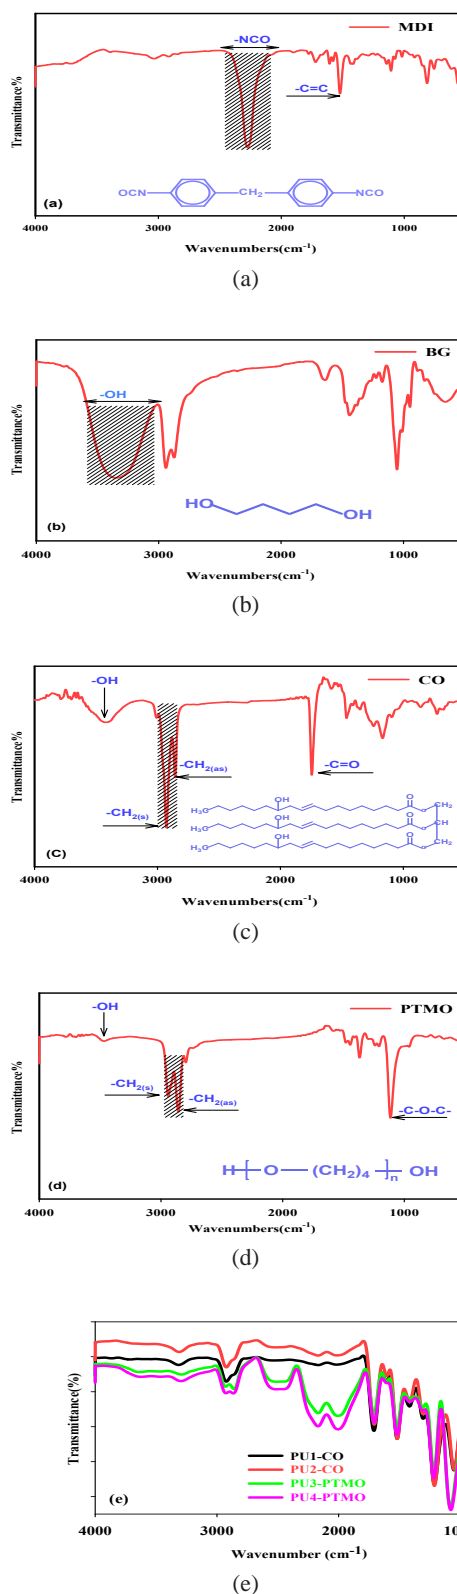 -NCO
MDI
-C=C
Transmittance%
OCN
CH₂
NCO
(a)
4000 3000 2000 1000
Wavenumbers(cm⁻¹)
(a)
BG
-OH
Transmittance%
HO
OH
(b)
4000 3000 2000 1000
Wavenumbers(cm⁻¹)
(b)
CO
-OH
-CH₂₍ₐₛ₎
-C=O
-CH₂₍ₛ₎
Transmittance%
OH O CH₂
H₃C
OH O CH
H₃C
OH O
H₃C CH₂
(C)
4000 3000 2000 1000
Wavenumbers(cm⁻¹)
(c)
PTMO
-OH
-CH₂₍ₛ₎
-CH₂₍ₐₛ₎
-C-O-C-
Transmittance%
H-[-O-(CH₂)₄-]ₙ-OH
(d)
4000 3000 2000 1000
Wavenumbers(cm⁻¹)
(d)
Transmittance(%)
PU1-CO
PU2-CO
PU3-PTMO
PU4-PTMO
(e)
4000 3000 2000 10
Wavenumber (cm⁻¹)
(e)